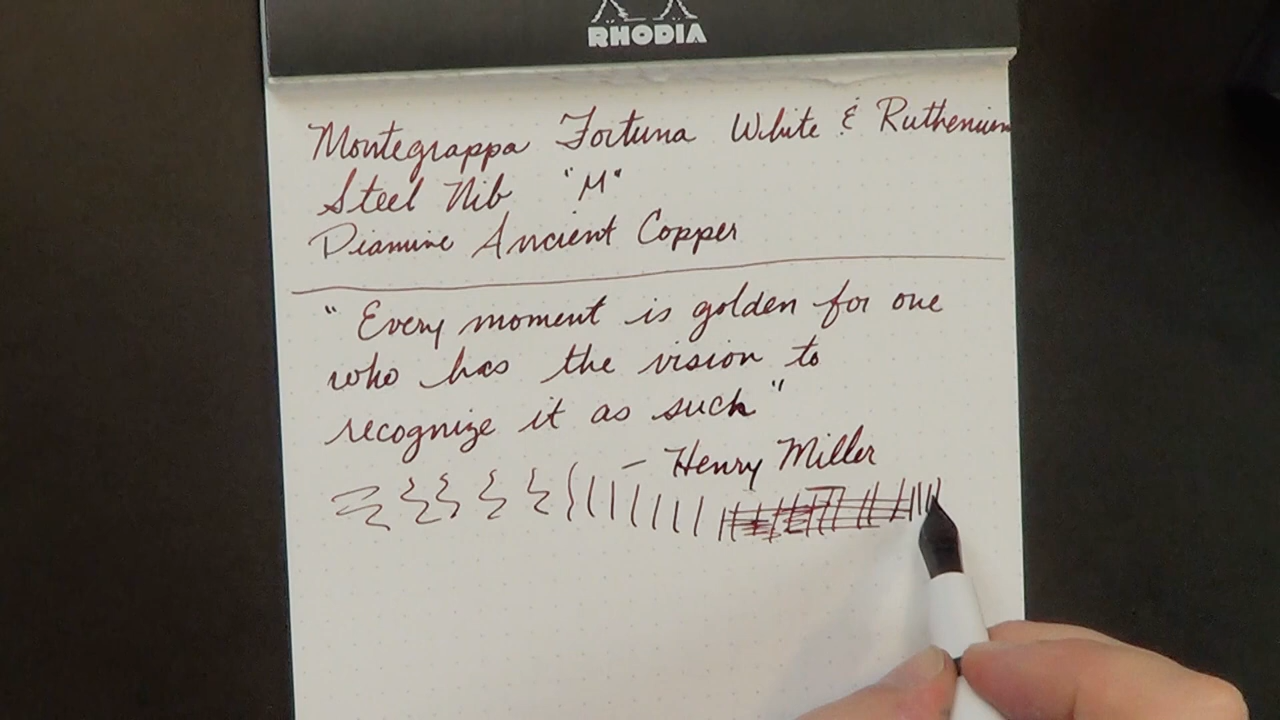 RHODIA
Montegrappa Fortuna White & Ruthenium
Steel Nib "M"
Diamine Ancient Copper
"Every moment is golden for one
who has the vision to
recognize it as such"
- Henry Miller